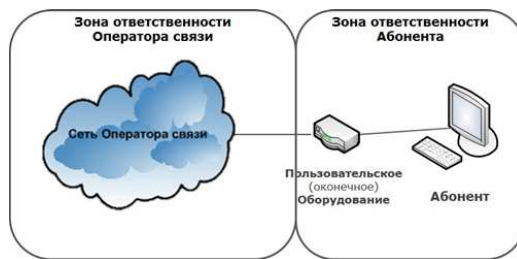 Зона ответственности
Оператора связи
Зона ответственности
Абонента
Сеть Оператора связи
Пользовательское
(оконечное)
Оборудование
Абонент